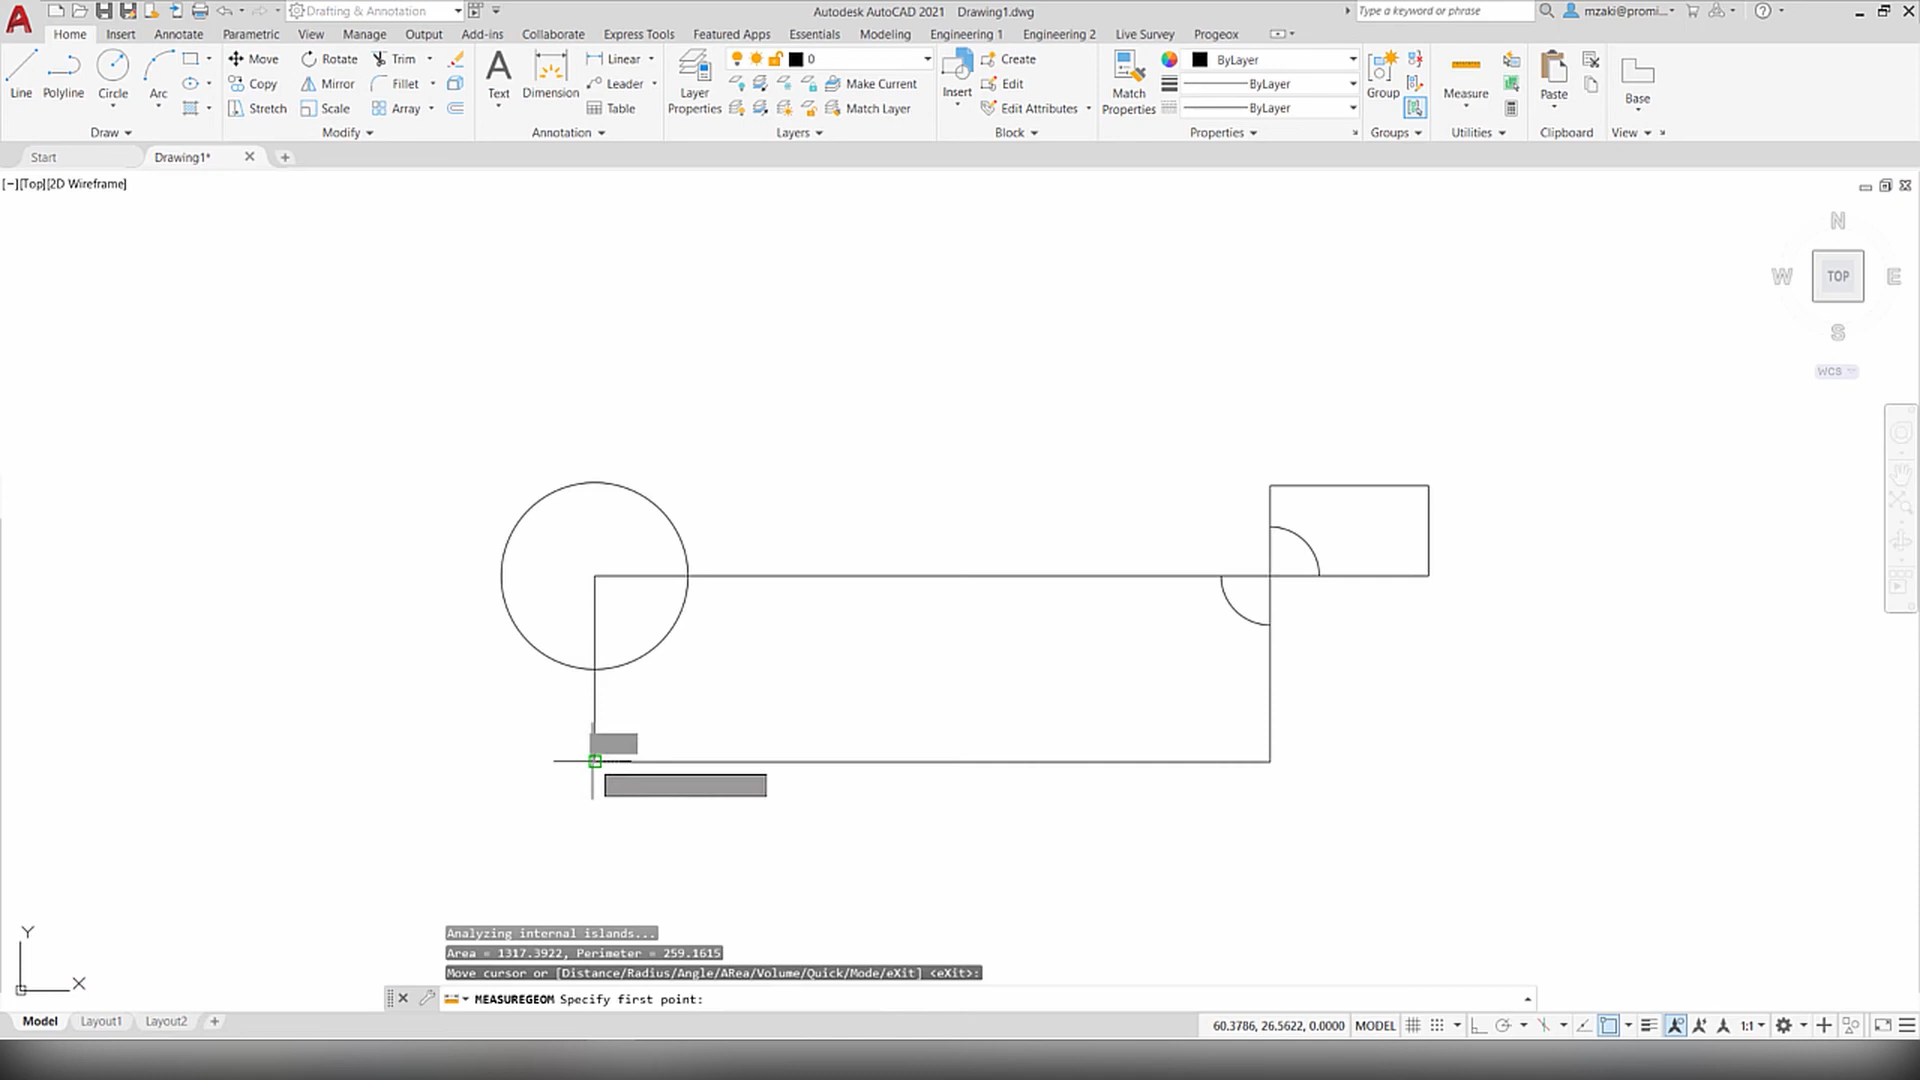 Drafting & Annotation
Autodesk AutoCAD 2021 Drawing1.dwg
Type a keyword or phrase
mzaki@promi...
Home Insert Annotate Parametric View Manage Output Add-ins Collaborate Express Tools Featured Apps Essentials Modeling Engineering 1 Engineering 2 Live Survey Progeox
Line Polyline Circle Arc
Move Rotate Trim
Copy Mirror Fillet
Stretch Scale Array
Text Dimension
Linear
Leader
Table
Layer Properties
0
Make Current
Match Layer
Insert
Create
Edit
Edit Attributes
Match Properties
ByLayer
ByLayer
ByLayer
Group
Measure
Paste
Base
Draw Modify Annotation Layers Block Properties Groups Utilities Clipboard View
Start Drawing1*
[−][Top][2D Wireframe]
N
W TOP E
S
WCS
Y
X
Analyzing internal islands...
Area = 1317.3922, Perimeter = 259.1615
Move cursor or [Distance/Radius/Angle/ARea/Volume/Quick/Mode/eXit] <eXit>:
MEASUREGEOM Specify first point:
Model Layout1 Layout2
60.3786, 26.5622, 0.0000 MODEL 1:1